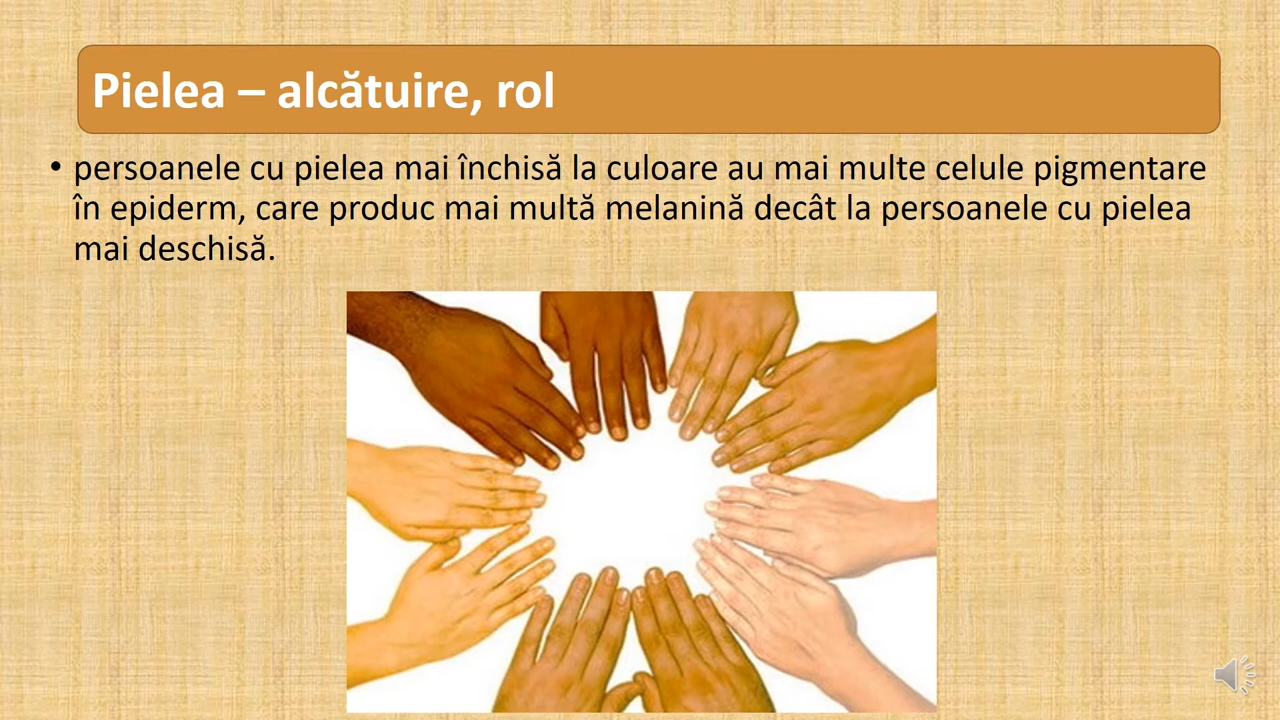 Pielea – alcătuire, rol
• persoanele cu pielea mai închisă la culoare au mai multe celule pigmentare
în epiderm, care produc mai multă melanină decât la persoanele cu pielea
mai deschisă.